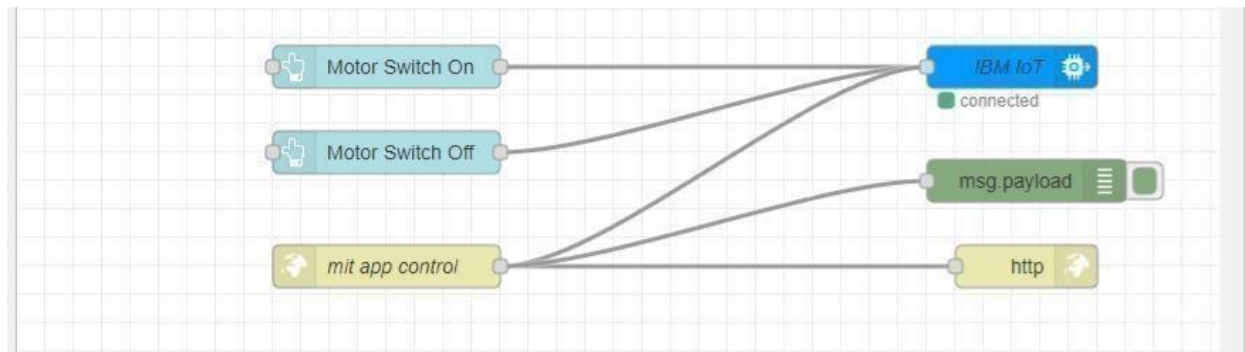 Motor Switch On
IBM IoT
connected
Motor Switch Off
msg.payload
mit app control
http